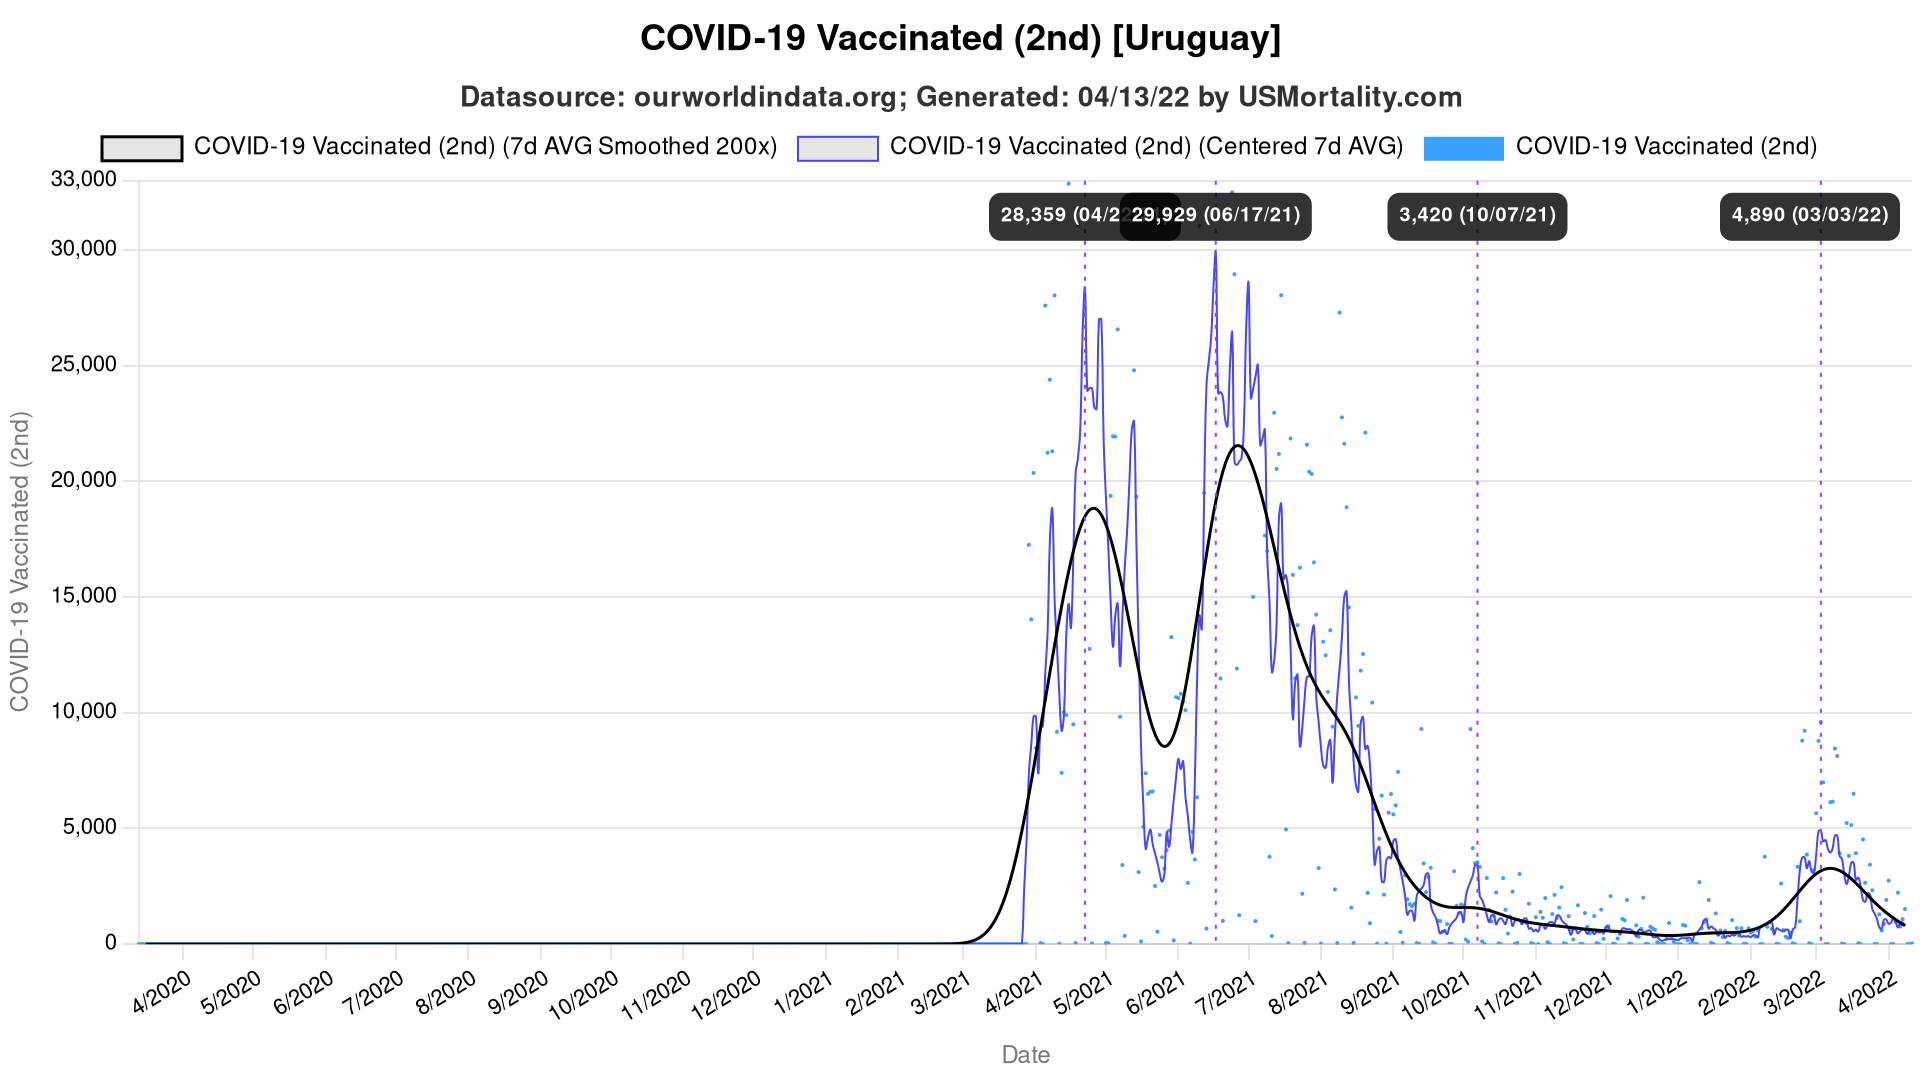 COVID-19 Vaccinated (2nd) [Uruguay]
Datasource: ourworldindata.org; Generated: 04/13/22 by USMortality.com
COVID-19 Vaccinated (2nd) (7d AVG Smoothed 200x) COVID-19 Vaccinated (2nd) (Centered 7d AVG) COVID-19 Vaccinated (2nd)
33,000
28,359 (04/2 29,929 (06/17/21) 3,420 (10/07/21) 4,890 (03/03/22)
30,000
25,000
20,000
15,000
10,000
5,000
0
COVID-19 Vaccinated (2nd)
4/2020 5/2020 6/2020 7/2020 8/2020 9/2020 10/2020 11/2020 12/2020 1/2021 2/2021 3/2021 4/2021 5/2021 6/2021 7/2021 8/2021 9/2021 10/2021 11/2021 12/2021 1/2022 2/2022 3/2022 4/2022
Date